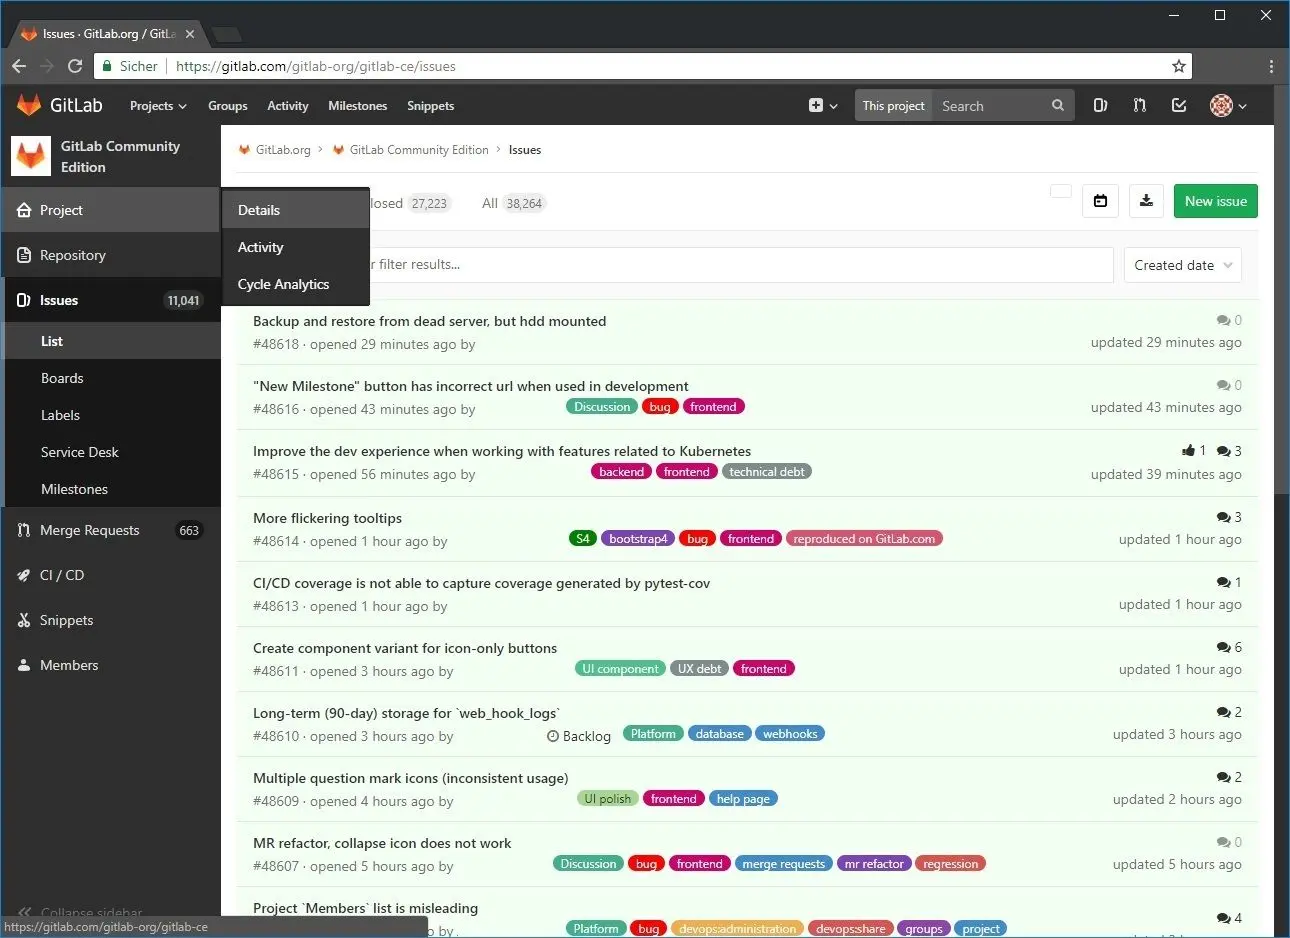 Issues · GitLab.org / GitLa
Sicher
https://gitlab.com/gitlab-org/gitlab-ce/issues
GitLab Projects Groups Activity Milestones Snippets This project Search
GitLab Community
Edition
GitLab.org > GitLab Community Edition > Issues
Project
Details
Activity
Cycle Analytics
losed 27,223 All 38,264 New issue
filter results... Created date
Repository
Issues 11,041
List
Boards
Labels
Service Desk
Milestones
Merge Requests 663
CI / CD
Snippets
Members
Collapse sidebar
Backup and restore from dead server, but hdd mounted 0
#48618 · opened 29 minutes ago by updated 29 minutes ago
"New Milestone" button has incorrect url when used in development 0
#48616 · opened 43 minutes ago by Discussion bug frontend updated 43 minutes ago
Improve the dev experience when working with features related to Kubernetes 1 3
#48615 · opened 56 minutes ago by backend frontend technical debt updated 39 minutes ago
More flickering tooltips 3
#48614 · opened 1 hour ago by S4 bootstrap4 bug frontend reproduced on GitLab.com updated 1 hour ago
CI/CD coverage is not able to capture coverage generated by pytest-cov 1
#48613 · opened 1 hour ago by updated 1 hour ago
Create component variant for icon-only buttons 6
#48611 · opened 3 hours ago by UI component UX debt frontend updated 1 hour ago
Long-term (90-day) storage for `web_hook_logs` 2
#48610 · opened 3 hours ago by Backlog Platform database webhooks updated 3 hours ago
Multiple question mark icons (inconsistent usage) 2
#48609 · opened 4 hours ago by UI polish frontend help page updated 2 hours ago
MR refactor, collapse icon does not work 0
#48607 · opened 5 hours ago by Discussion bug frontend merge requests mr refactor regression updated 5 hours ago
Project `Members` list is misleading 4
o by Platform bug devops:administration devops:share groups project
https://gitlab.com/gitlab-org/gitlab-ce